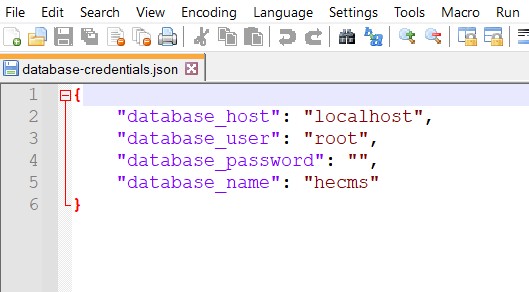 File Edit Search View Encoding Language Settings Tools Macro Run
database-credentials.json
1 {
2 "database_host": "localhost",
3 "database_user": "root",
4 "database_password": "",
5 "database_name": "hecms"
6 }